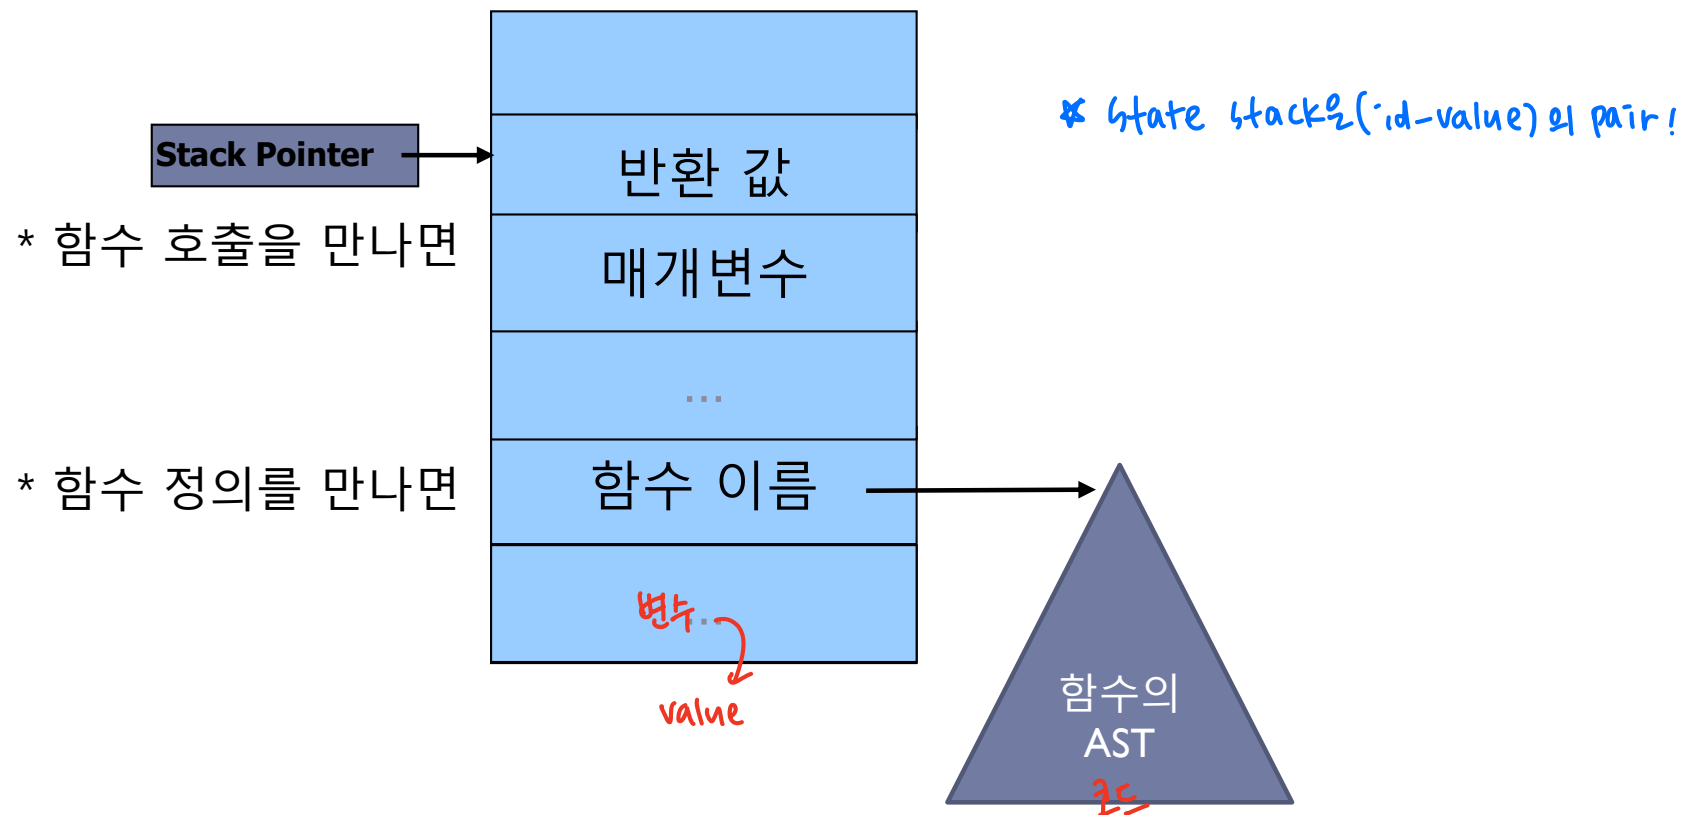 * state stack은 (id-value)의 pair!
Stack Pointer
반환 값
* 함수 호출을 만나면
매개변수
...
* 함수 정의를 만나면
함수 이름
변수...
value
함수의
AST
코드